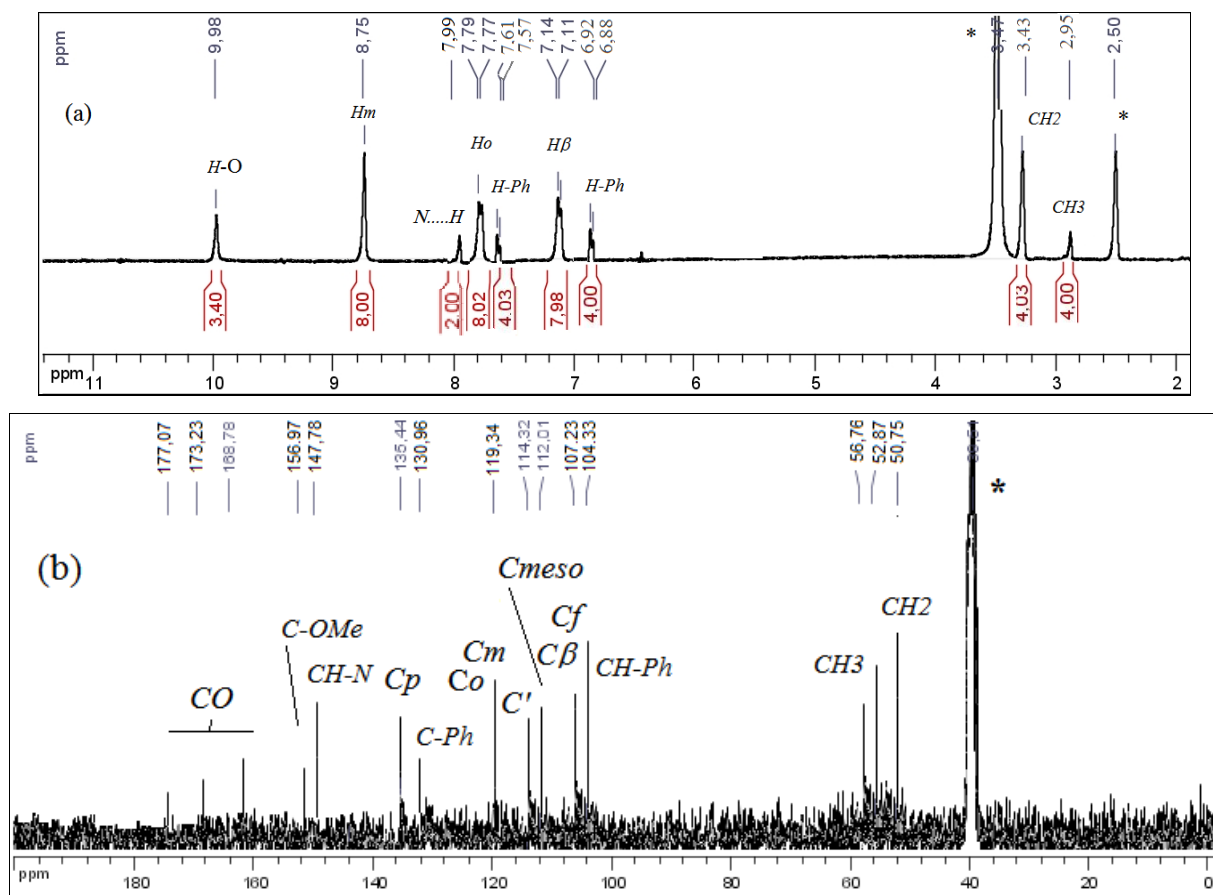 ppm
9,98
8,75
7,99
7,79
7,77
7.61
7,57
7,14
7,11
6,92
6,88
*
3,47
3.43
2,95
2,50
(a)
H-O
Hm
N.....H
Ho
H-Ph
Hβ
H-Ph
CH2
CH3
*
3,40
8,00
2.00
8,02
4.03
7,98
4,00
4,03
4,00
ppm 11 10 9 8 7 6 5 4 3 2
ppm
177,07
173,23
168.78
156.97
147,78
135,44
130,96
119,34
114,32
112,01
107.23
104.33
56,76
52,87
50,75
*
(b)
CO
C-OMe
CH-N
Cp
C-Ph
Cm
Co
C'
Cmeso
Cβ
Cf
CH-Ph
CH3
CH2
ppm 180 160 140 120 100 80 60 40 20 0